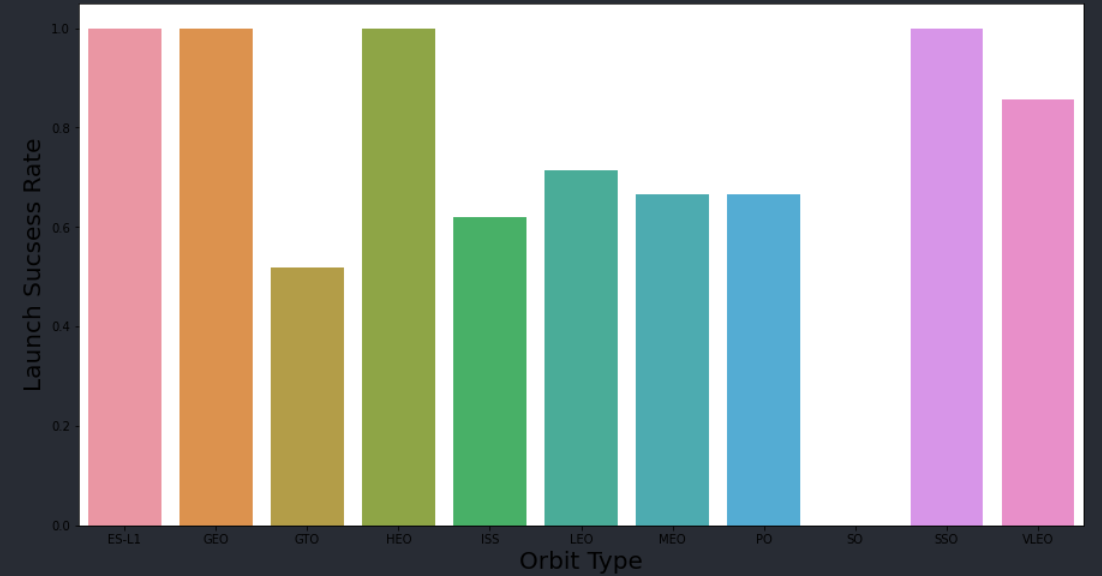 1.0
0.8
0.6
0.4
0.2
0.0
Launch Sucsess Rate
ES-L1 GEO GTO HEO ISS LEO MEO PO SO SSO VLEO
Orbit Type